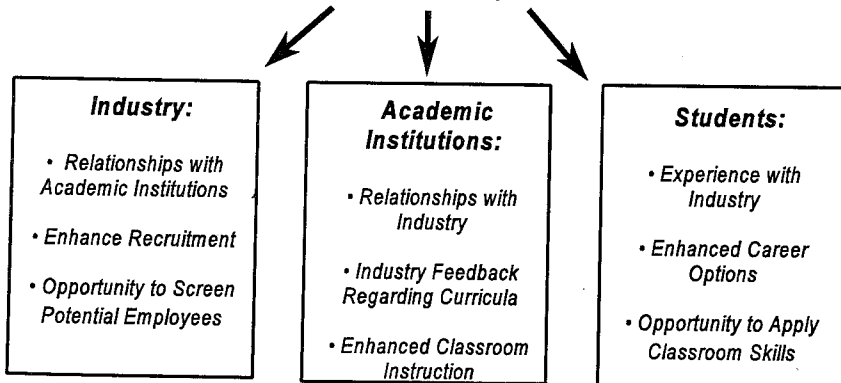 Industry:
• Relationships with
Academic Institutions
• Enhance Recruitment
• Opportunity to Screen
Potential Employees
Academic
Institutions:
• Relationships with
Industry
• Industry Feedback
Regarding Curricula
• Enhanced Classroom
Instruction
Students:
• Experience with
Industry
• Enhanced Career
Options
• Opportunity to Apply
Classroom Skills